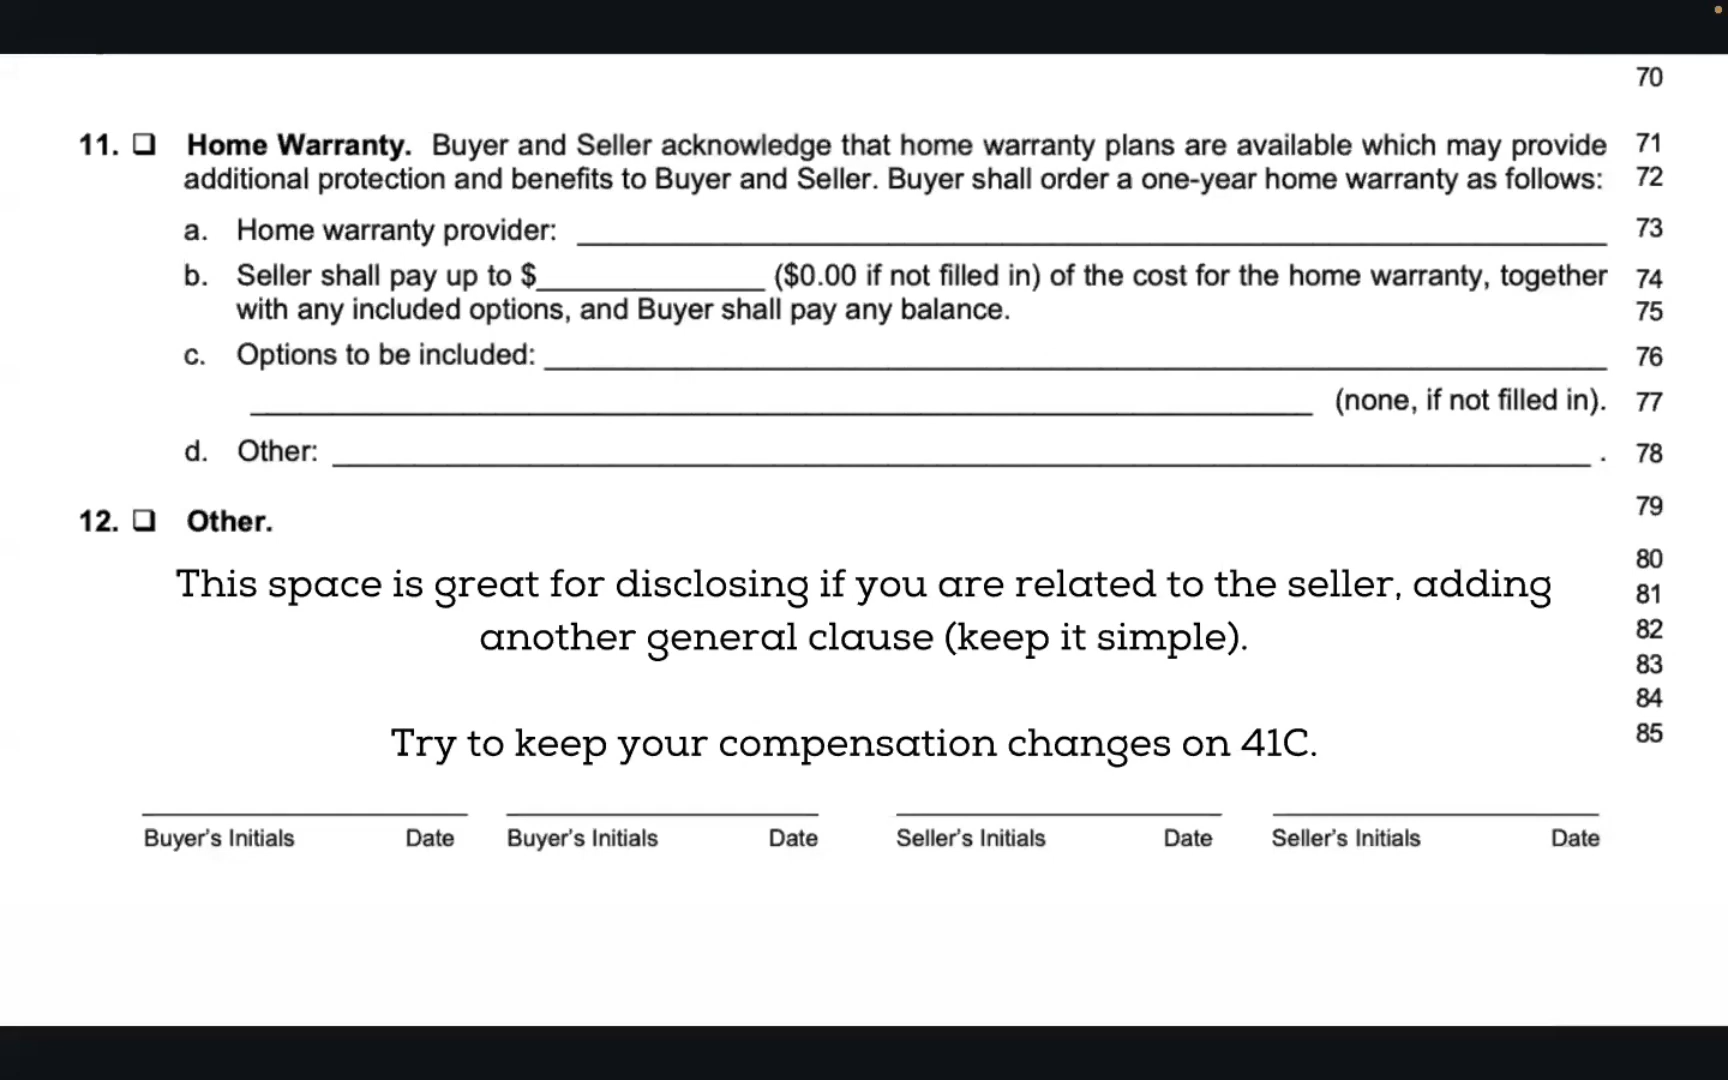 70
11. ☐ Home Warranty. Buyer and Seller acknowledge that home warranty plans are available which may provide 71
additional protection and benefits to Buyer and Seller. Buyer shall order a one-year home warranty as follows: 72
a. Home warranty provider: ____ 73
b. Seller shall pay up to $____ ($0.00 if not filled in) of the cost for the home warranty, together 74
with any included options, and Buyer shall pay any balance. 75
c. Options to be included: ____ 76
____ (none, if not filled in). 77
d. Other: ____ . 78
79
12. ☐ Other.
80
This space is great for disclosing if you are related to the seller, adding 81
another general clause (keep it simple). 82
83
84
Try to keep your compensation changes on 41C. 85
Buyer's Initials Date Buyer's Initials Date Seller's Initials Date Seller's Initials Date